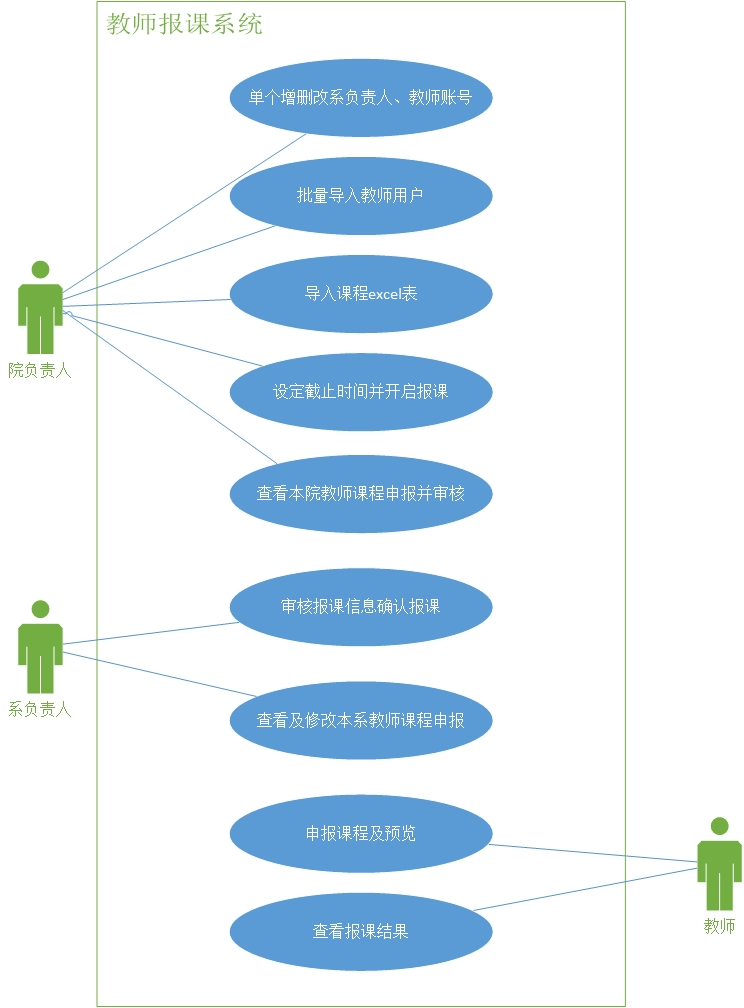 教师报课系统
单个增删改系负责人、教师账号
批量导入教师用户
导入课程excel表
院负责人
设定截止时间并开启报课
查看本院教师课程申报并审核
审核报课信息确认报课
系负责人
查看及修改本系教师课程申报
申报课程及预览
教师
查看报课结果